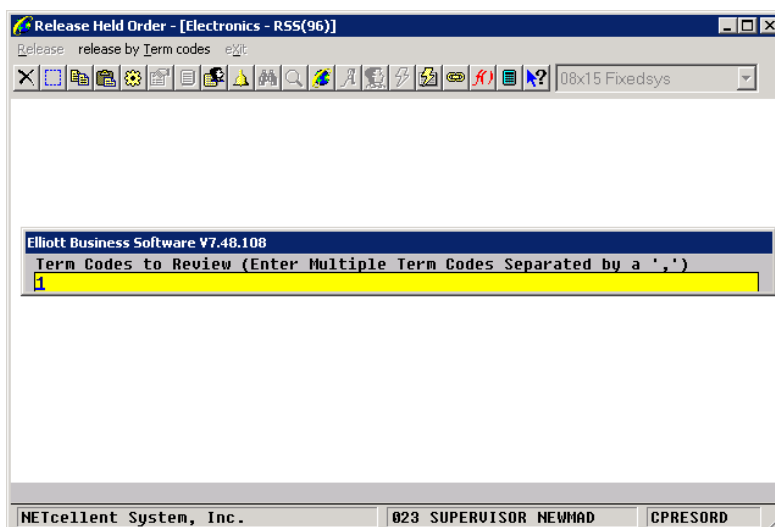 Release Held Order - [Electronics - RSS(96)]
Release release by Term codes eXit
08x15 Fixedsys
Elliott Business Software V7.48.108
Term Codes to Review (Enter Multiple Term Codes Separated by a ',')
1
NETcellent System, Inc. 023 SUPERVISOR NEWMAD CPRESORD